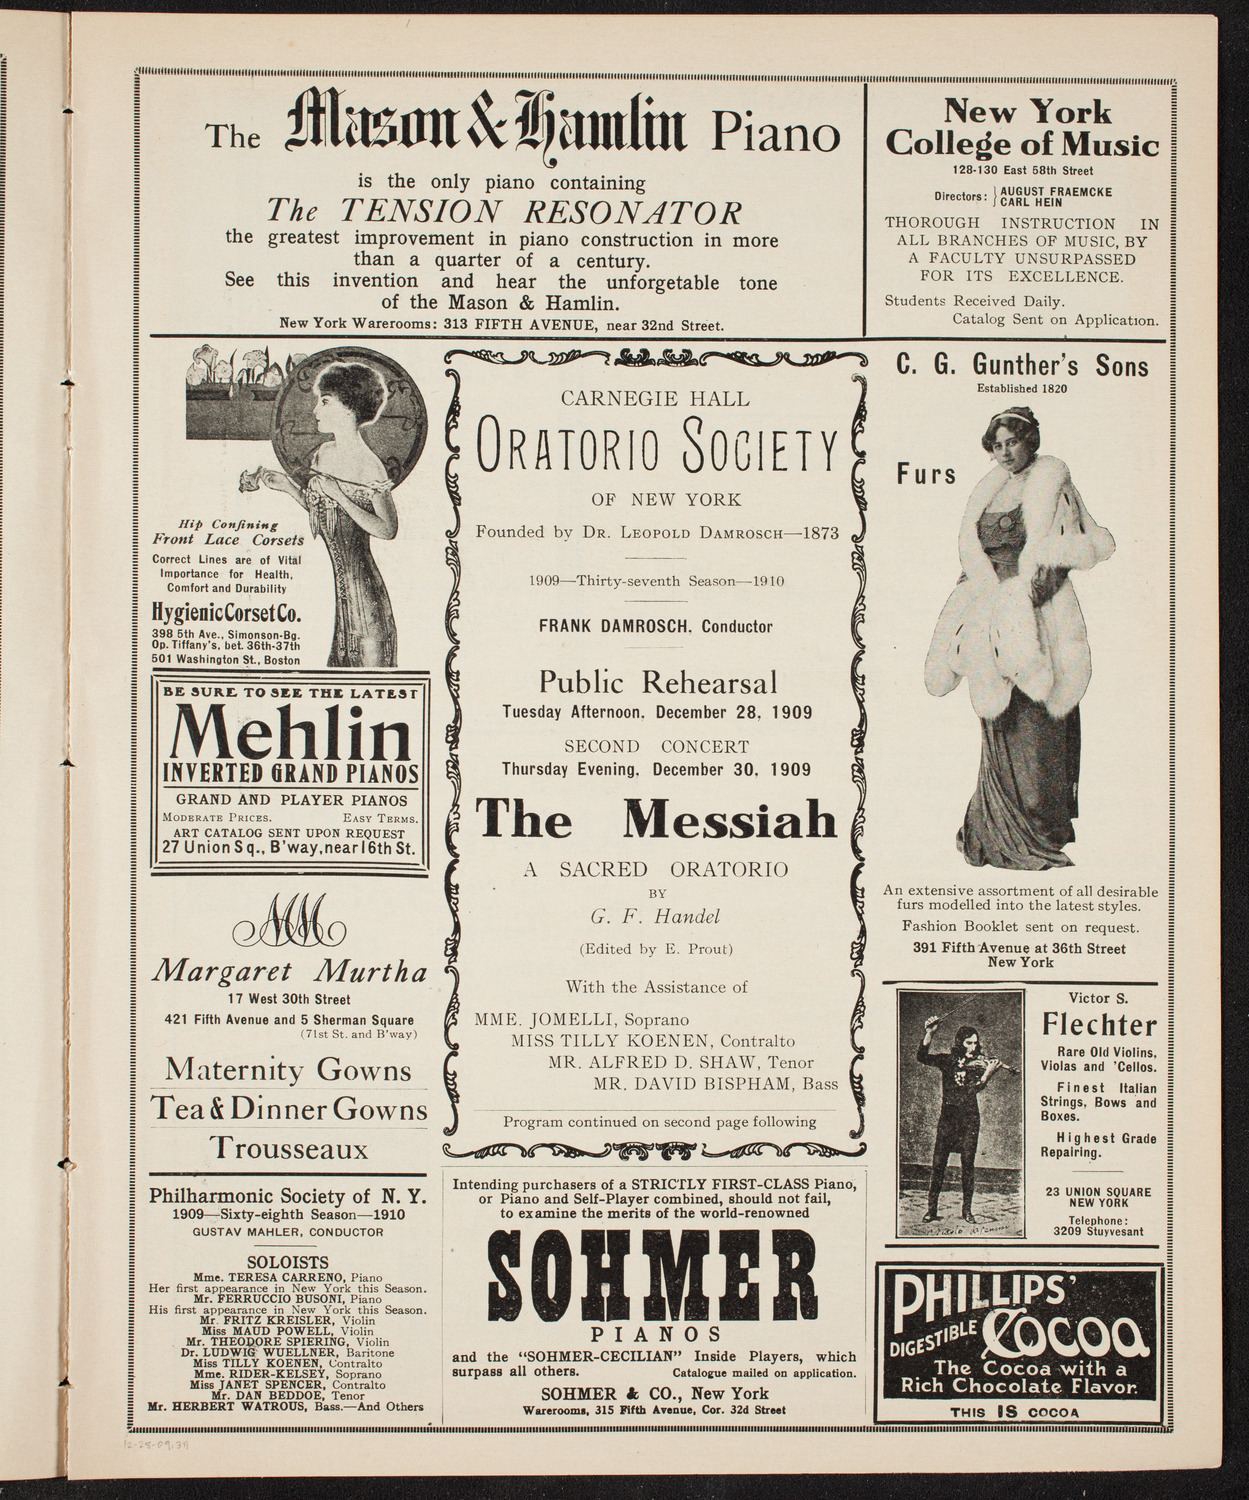 The Mason & Hamlin Piano
is the only piano containing
The TENSION RESONATOR
the greatest improvement in piano construction in more
than a quarter of a century.
See this invention and hear the unforgetable tone
of the Mason & Hamlin.
New York Warerooms: 313 FIFTH AVENUE, near 32nd Street.
New York
College of Music
128-130 East 58th Street
Directors: AUGUST FRAEMCKE
CARL HEIN
THOROUGH INSTRUCTION IN
ALL BRANCHES OF MUSIC, BY
A FACULTY UNSURPASSED
FOR ITS EXCELLENCE.
Students Received Daily.
Catalog Sent on Application.
Hip Confining
Front Lace Corsets
Correct Lines are of Vital
Importance for Health,
Comfort and Durability
Hygienic Corset Co.
398 5th Ave., Simonson-Bg.
Op. Tiffany's, bet. 36th-37th
501 Washington St., Boston
BE SURE TO SEE THE LATEST
Mehlin
INVERTED GRAND PIANOS
GRAND AND PLAYER PIANOS
MODERATE PRICES. EASY TERMS.
ART CATALOG SENT UPON REQUEST
27 Union Sq., B'way, near 16th St.
MM
Margaret Murtha
17 West 30th Street
421 Fifth Avenue and 5 Sherman Square
(71st St. and B'way)
Maternity Gowns
Tea & Dinner Gowns
Trousseaux
Philharmonic Society of N. Y.
1909—Sixty-eighth Season—1910
GUSTAV MAHLER, CONDUCTOR
SOLOISTS
Mme. TERESA CARRENO, Piano
Her first appearance in New York this Season.
Mr. FERRUCCIO BUSONI, Piano
His first appearance in New York this Season.
Mr. FRITZ KREISLER, Violin
Miss MAUD POWELL, Violin
Mr. THEODORE SPIERING, Violin
Dr. LUDWIG WUELLNER, Baritone
Miss TILLY KOENEN, Contralto
Mme. RIDER-KELSEY, Soprano
Miss JANET SPENCER, Contralto
Mr. DAN BEDDOE, Tenor
Mr. HERBERT WATROUS, Bass.—And Others
CARNEGIE HALL
ORATORIO SOCIETY
OF NEW YORK
Founded by DR. LEOPOLD DAMROSCH—1873
1909—Thirty-seventh Season—1910
FRANK DAMROSCH, Conductor
Public Rehearsal
Tuesday Afternoon, December 28, 1909
SECOND CONCERT
Thursday Evening, December 30, 1909
The Messiah
A SACRED ORATORIO
BY
G. F. Handel
(Edited by E. Prout)
With the Assistance of
MME. JOMELLI, Soprano
MISS TILLY KOENEN, Contralto
MR. ALFRED D. SHAW, Tenor
MR. DAVID BISPHAM, Bass
Program continued on second page following
Intending purchasers of a STRICTLY FIRST-CLASS Piano,
or Piano and Self-Player combined, should not fail,
to examine the merits of the world-renowned
SOHMER
PIANOS
and the "SOHMER-CECILIAN" Inside Players, which
surpass all others. Catalogue mailed on application.
SOHMER & CO., New York
Warerooms, 315 Fifth Avenue, Cor. 32d Street
C. G. Gunther's Sons
Established 1820
Furs
An extensive assortment of all desirable
furs modelled into the latest styles.
Fashion Booklet sent on request.
391 Fifth Avenue at 36th Street
New York
Victor S.
Flechter
Rare Old Violins,
Violas and 'Cellos.
Finest Italian
Strings, Bows and
Boxes.
Highest Grade
Repairing.
23 UNION SQUARE
NEW YORK
Telephone:
3209 Stuyvesant
PHILLIPS'
DIGESTIBLE COCOA
The Cocoa with a
Rich Chocolate Flavor.
THIS IS COCOA